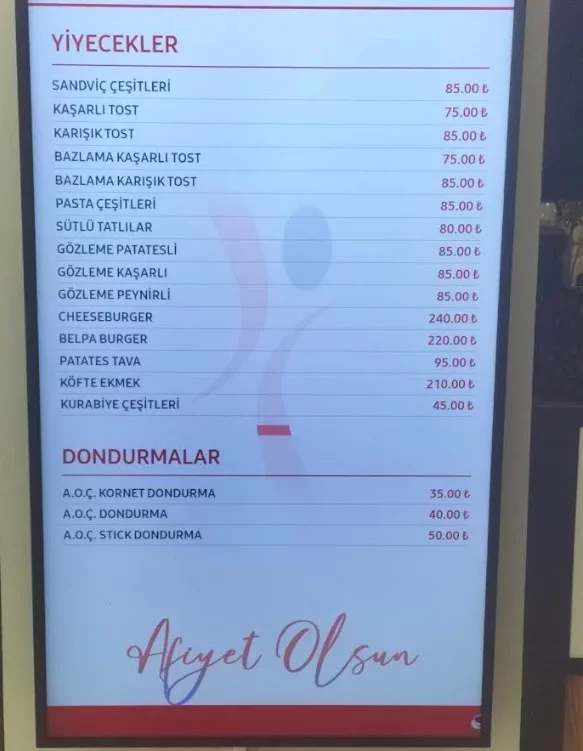 YİYECEKLER
SANDVİÇ ÇEŞİTLERİ 85.00 ₺
KAŞARLI TOST 75.00 ₺
KARIŞIK TOST 85.00 ₺
BAZLAMA KAŞARLI TOST 75.00 ₺
BAZLAMA KARIŞIK TOST 85.00 ₺
PASTA ÇEŞİTLERİ 85.00 ₺
SÜTLÜ TATLILAR 80.00 ₺
GÖZLEME PATATESLİ 85.00 ₺
GÖZLEME KAŞARLI 85.00 ₺
GÖZLEME PEYNİRLİ 85.00 ₺
CHEESEBURGER 240.00 ₺
BELPA BURGER 220.00 ₺
PATATES TAVA 95.00 ₺
KÖFTE EKMEK 210.00 ₺
KURABİYE ÇEŞİTLERİ 45.00 ₺
DONDURMALAR
A.O.Ç. KORNET DONDURMA 35.00 ₺
A.O.Ç. DONDURMA 40.00 ₺
A.O.Ç. STICK DONDURMA 50.00 ₺
Afiyet Olsun